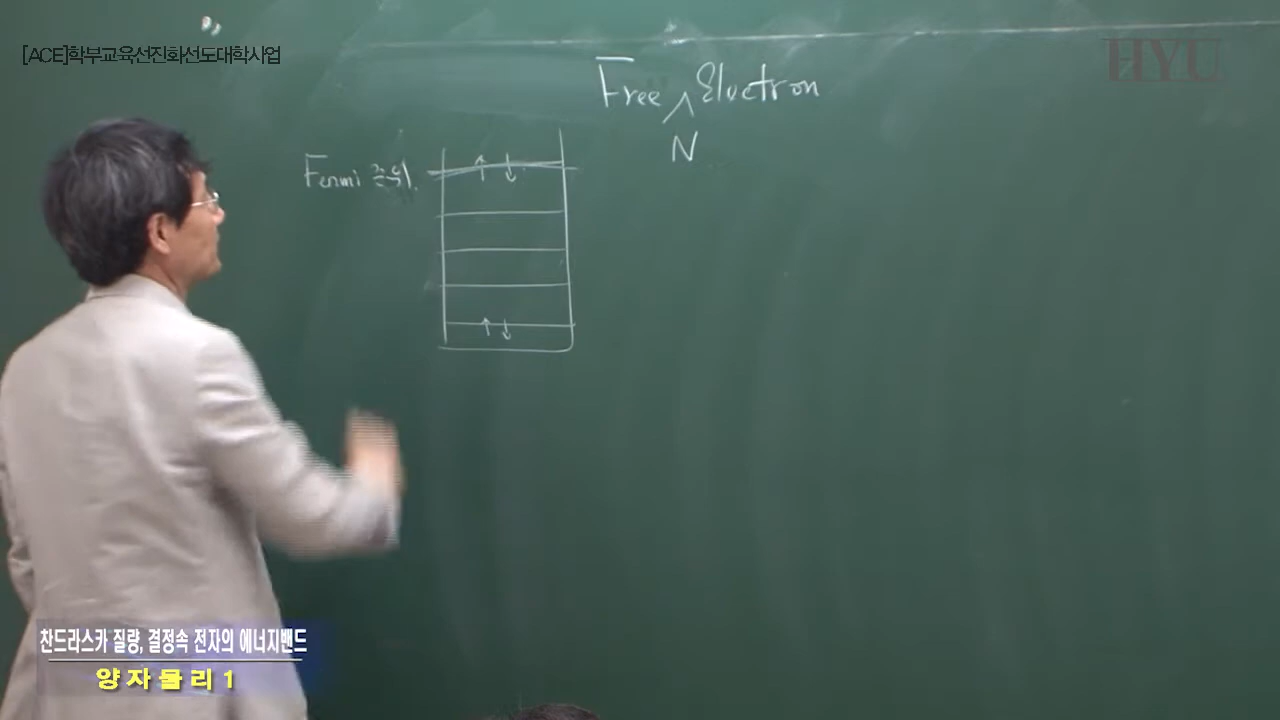 [ACE]학부교육선진화선도대학사업
HYU
Free Electron
N
Fermi 준위
찬드라스카 질량, 결정속 전자의 에너지밴드
양자물리 1